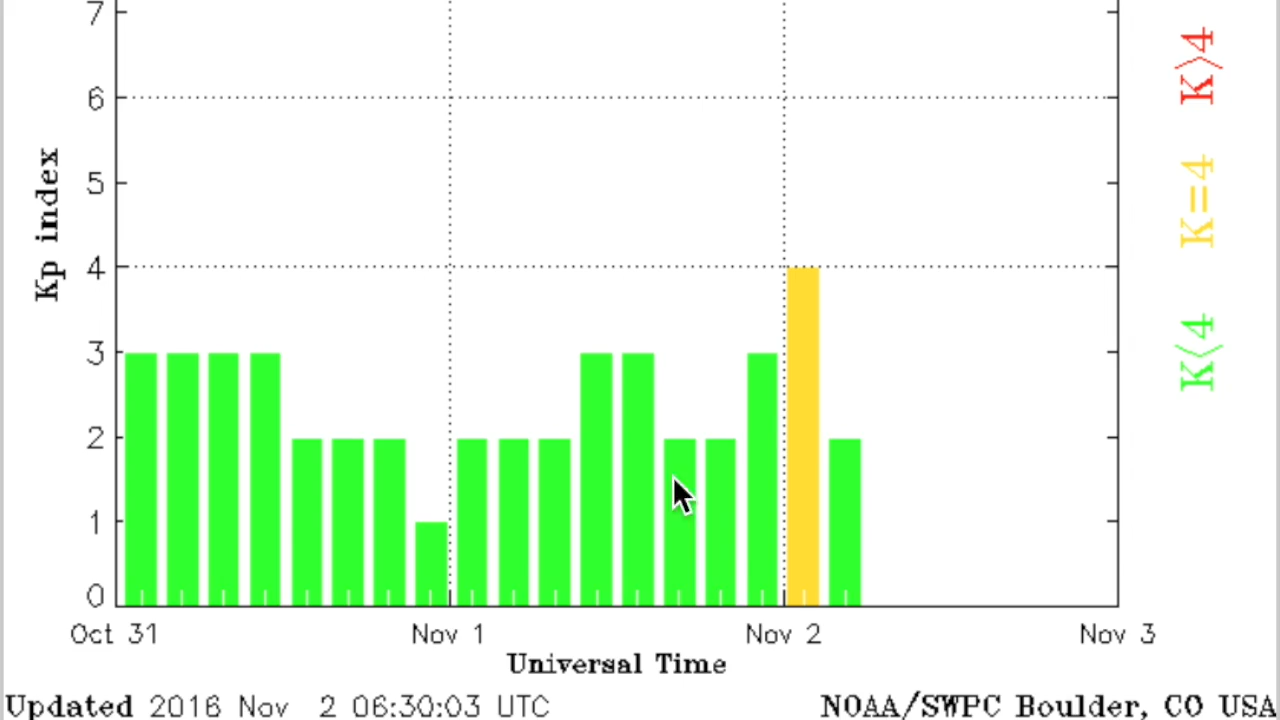 7
6
5
4
3
2
1
0
Kp index
Oct 31
Nov 1
Nov 2
Nov 3
Universal Time
Updated 2016 Nov 2 06:30:03 UTC
NOAA/SWPC Boulder, CO USA
K<4
K=4
K>4